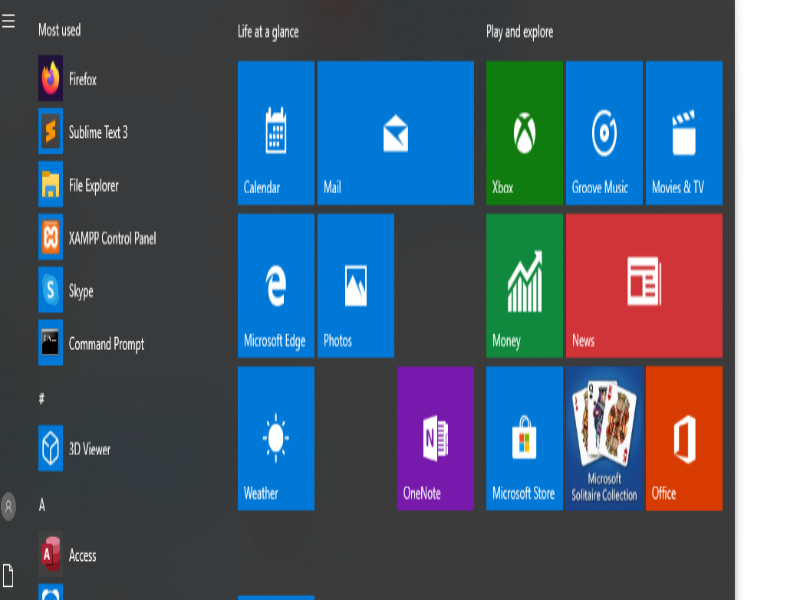 Most used
Firefox
Sublime Text 3
File Explorer
XAMPP Control Panel
Skype
Command Prompt
#
3D Viewer
A
Access
Life at a glance
Calendar
Mail
Microsoft Edge
Photos
Weather
OneNote
Play and explore
Xbox
Groove Music
Movies & TV
Money
News
Microsoft Store
Microsoft
Solitaire Collection
Office